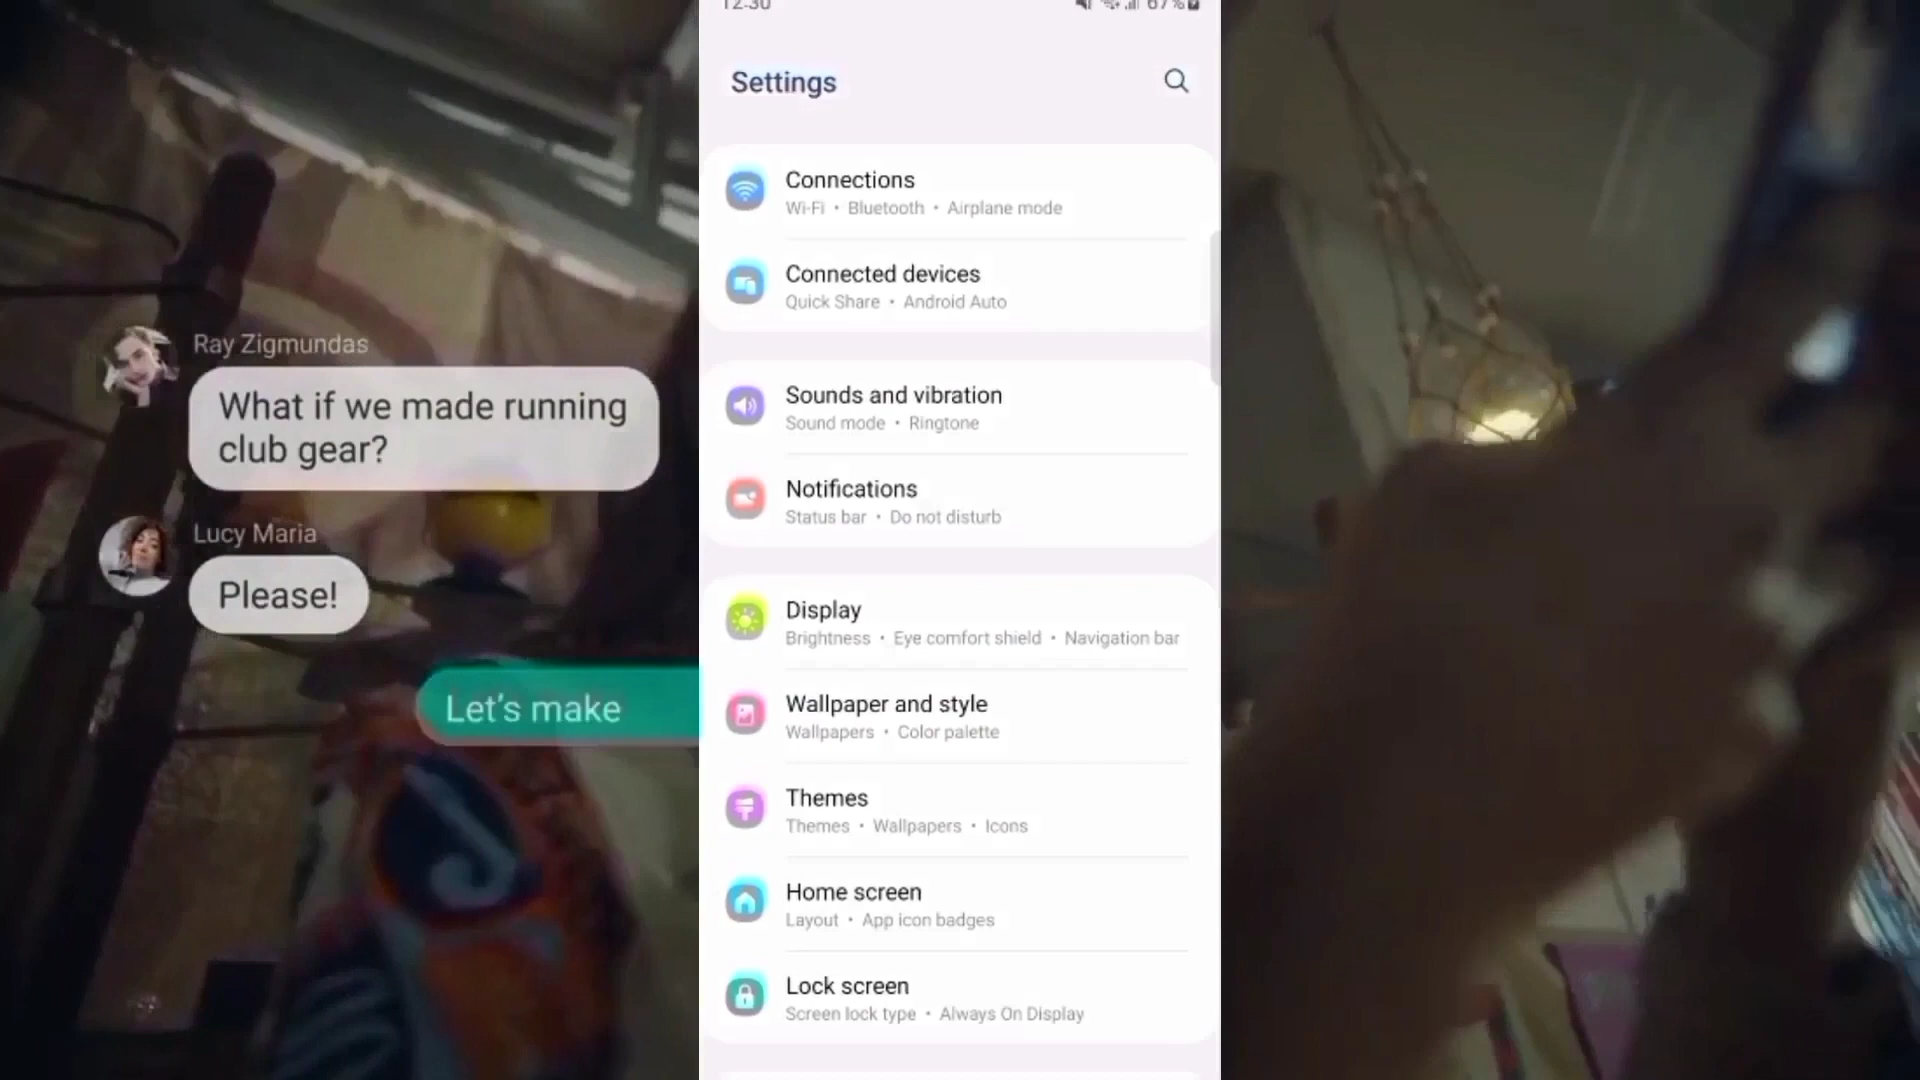 Ray Zigmundas
What if we made running
club gear?
Lucy Maria
Please!
Let's make
12:30
67%
Settings
Connections
Wi-Fi • Bluetooth • Airplane mode
Connected devices
Quick Share • Android Auto
Sounds and vibration
Sound mode • Ringtone
Notifications
Status bar • Do not disturb
Display
Brightness • Eye comfort shield • Navigation bar
Wallpaper and style
Wallpapers • Color palette
Themes
Themes • Wallpapers • Icons
Home screen
Layout • App icon badges
Lock screen
Screen lock type • Always On Display